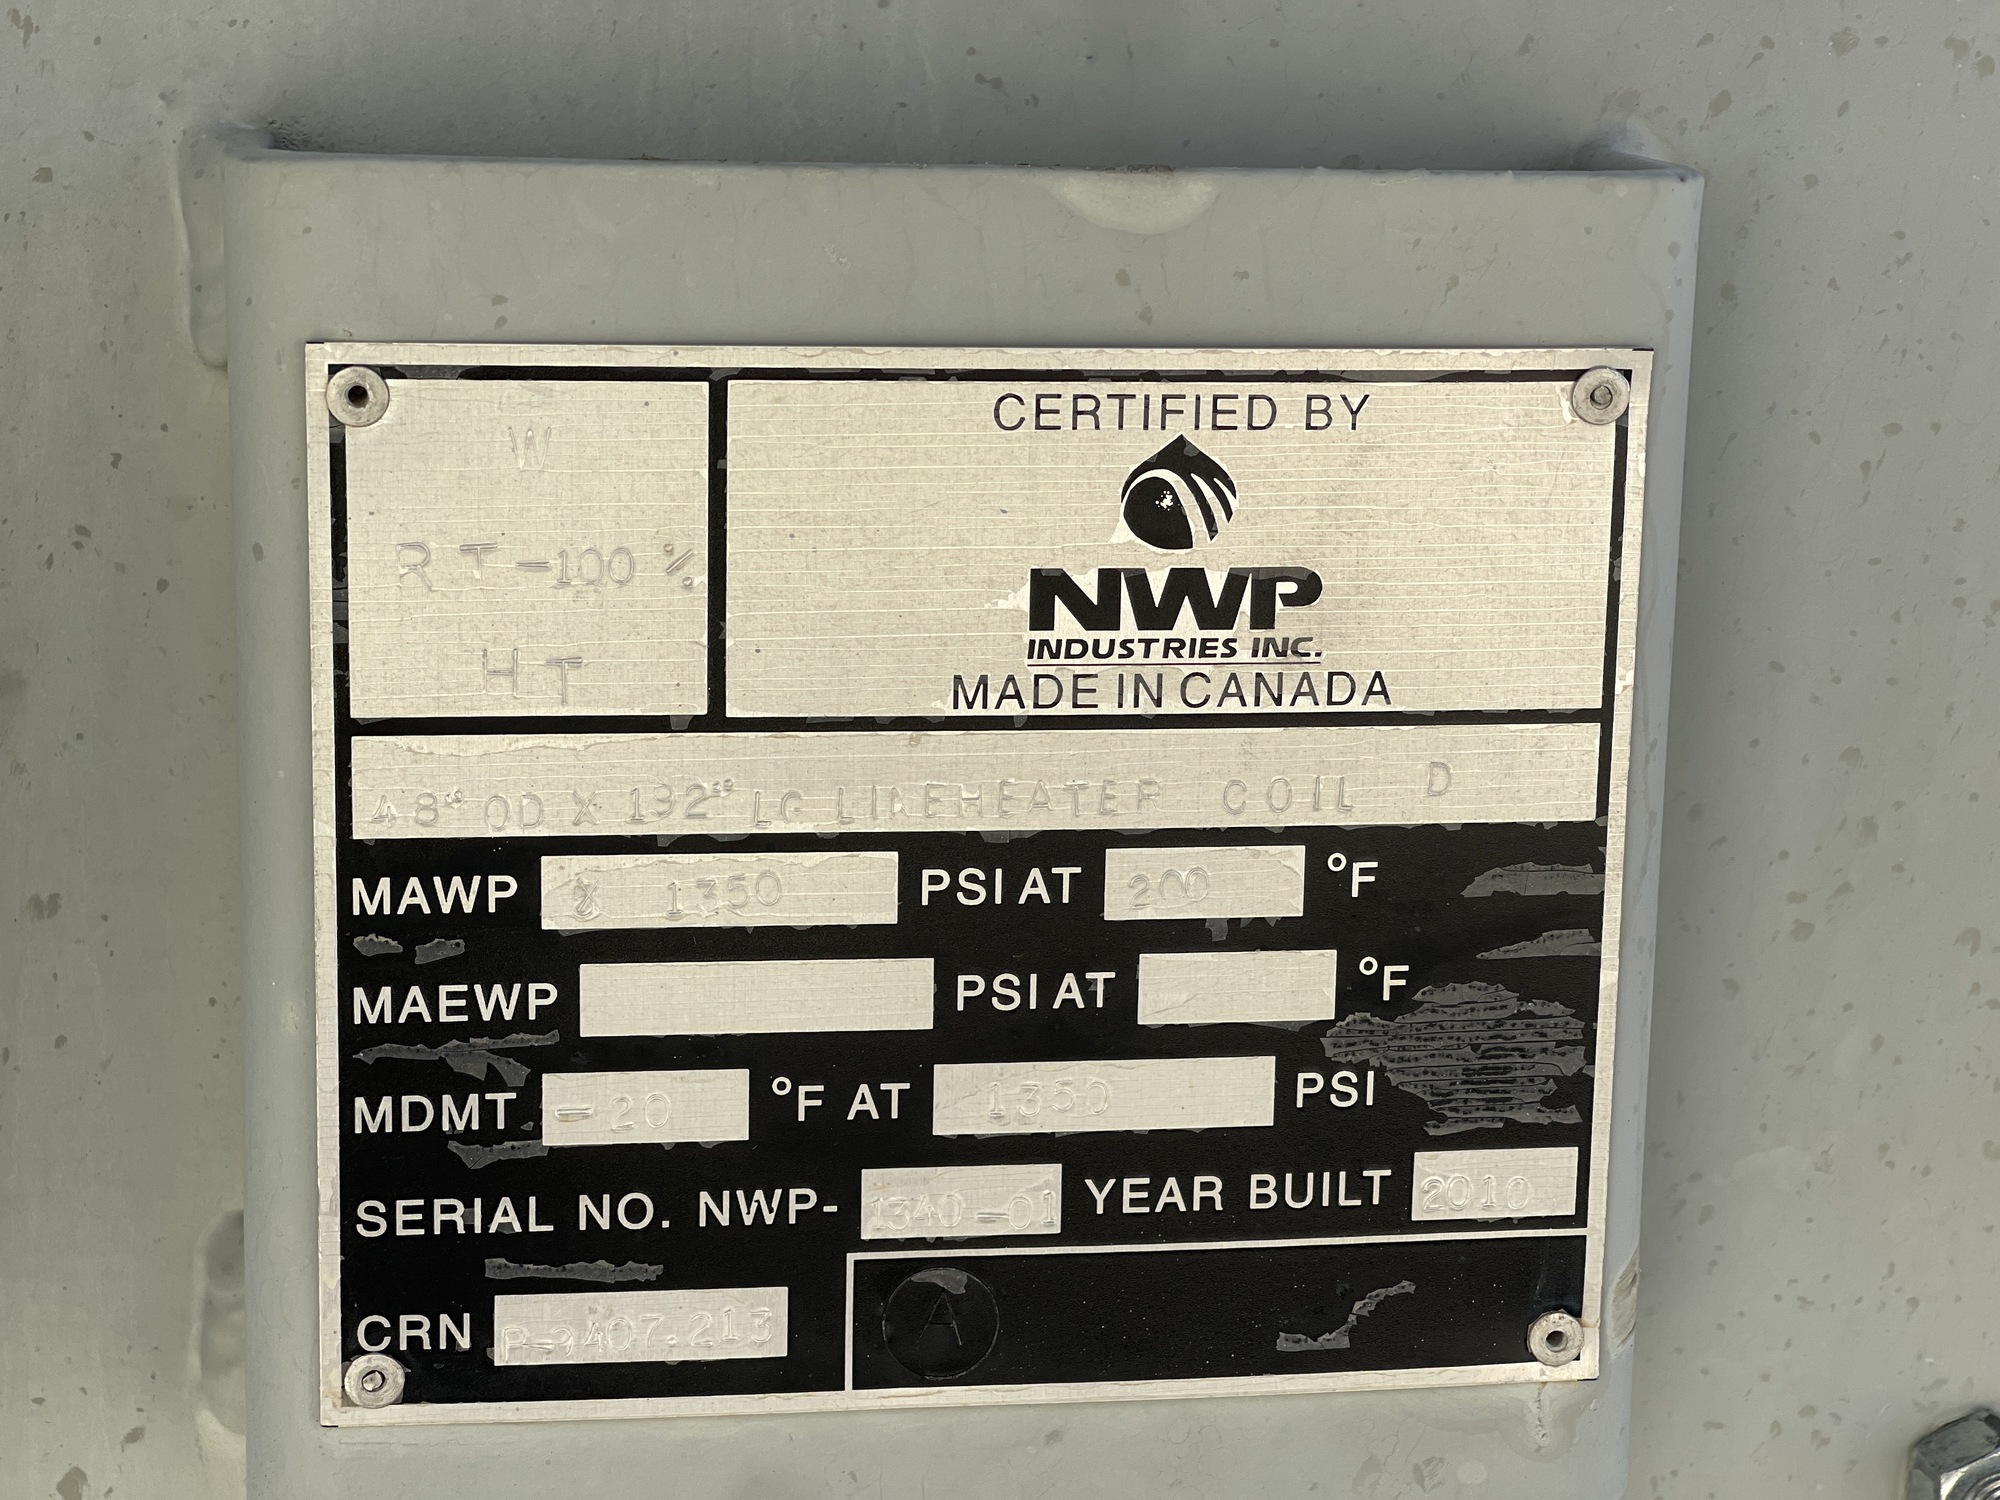 W
RT-100%
HT
CERTIFIED BY
NWP
INDUSTRIES INC.
MADE IN CANADA
48" OD X 132" LG LINEHEATER COIL D
MAWP 1350 PSI AT 200 °F
MAEWP PSI AT °F
MDMT -20 °F AT 1350 PSI
SERIAL NO. NWP- 1340-01 YEAR BUILT 2010
CRN P-9407.213
A